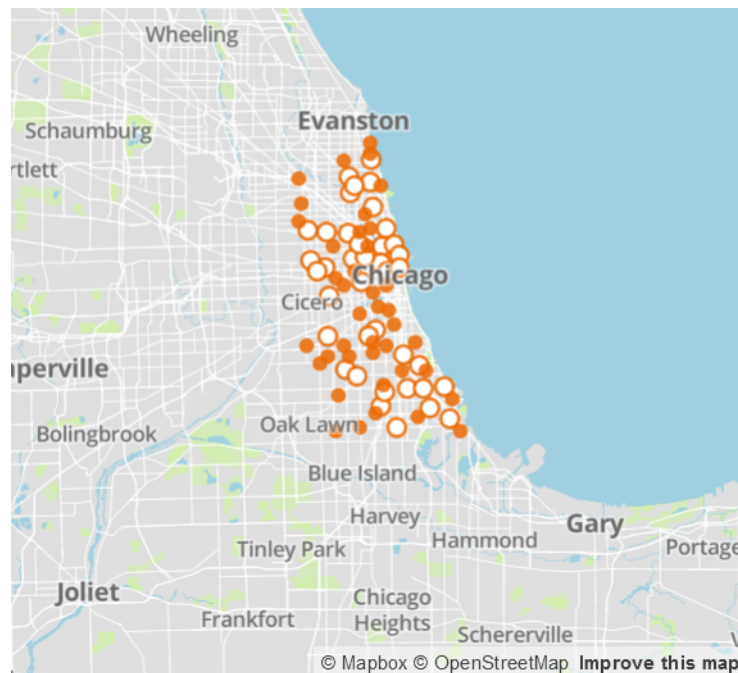 Wheeling
Evanston
Schaumburg
rtlett
Chicago
Cicero
perville
Oak Lawn
Bolingbrook
Blue Island
Harvey
Gary
Hammond
Portage
Tinley Park
Joliet
Chicago
Heights
Frankfort
Schererville
© Mapbox © OpenStreetMap Improve this map